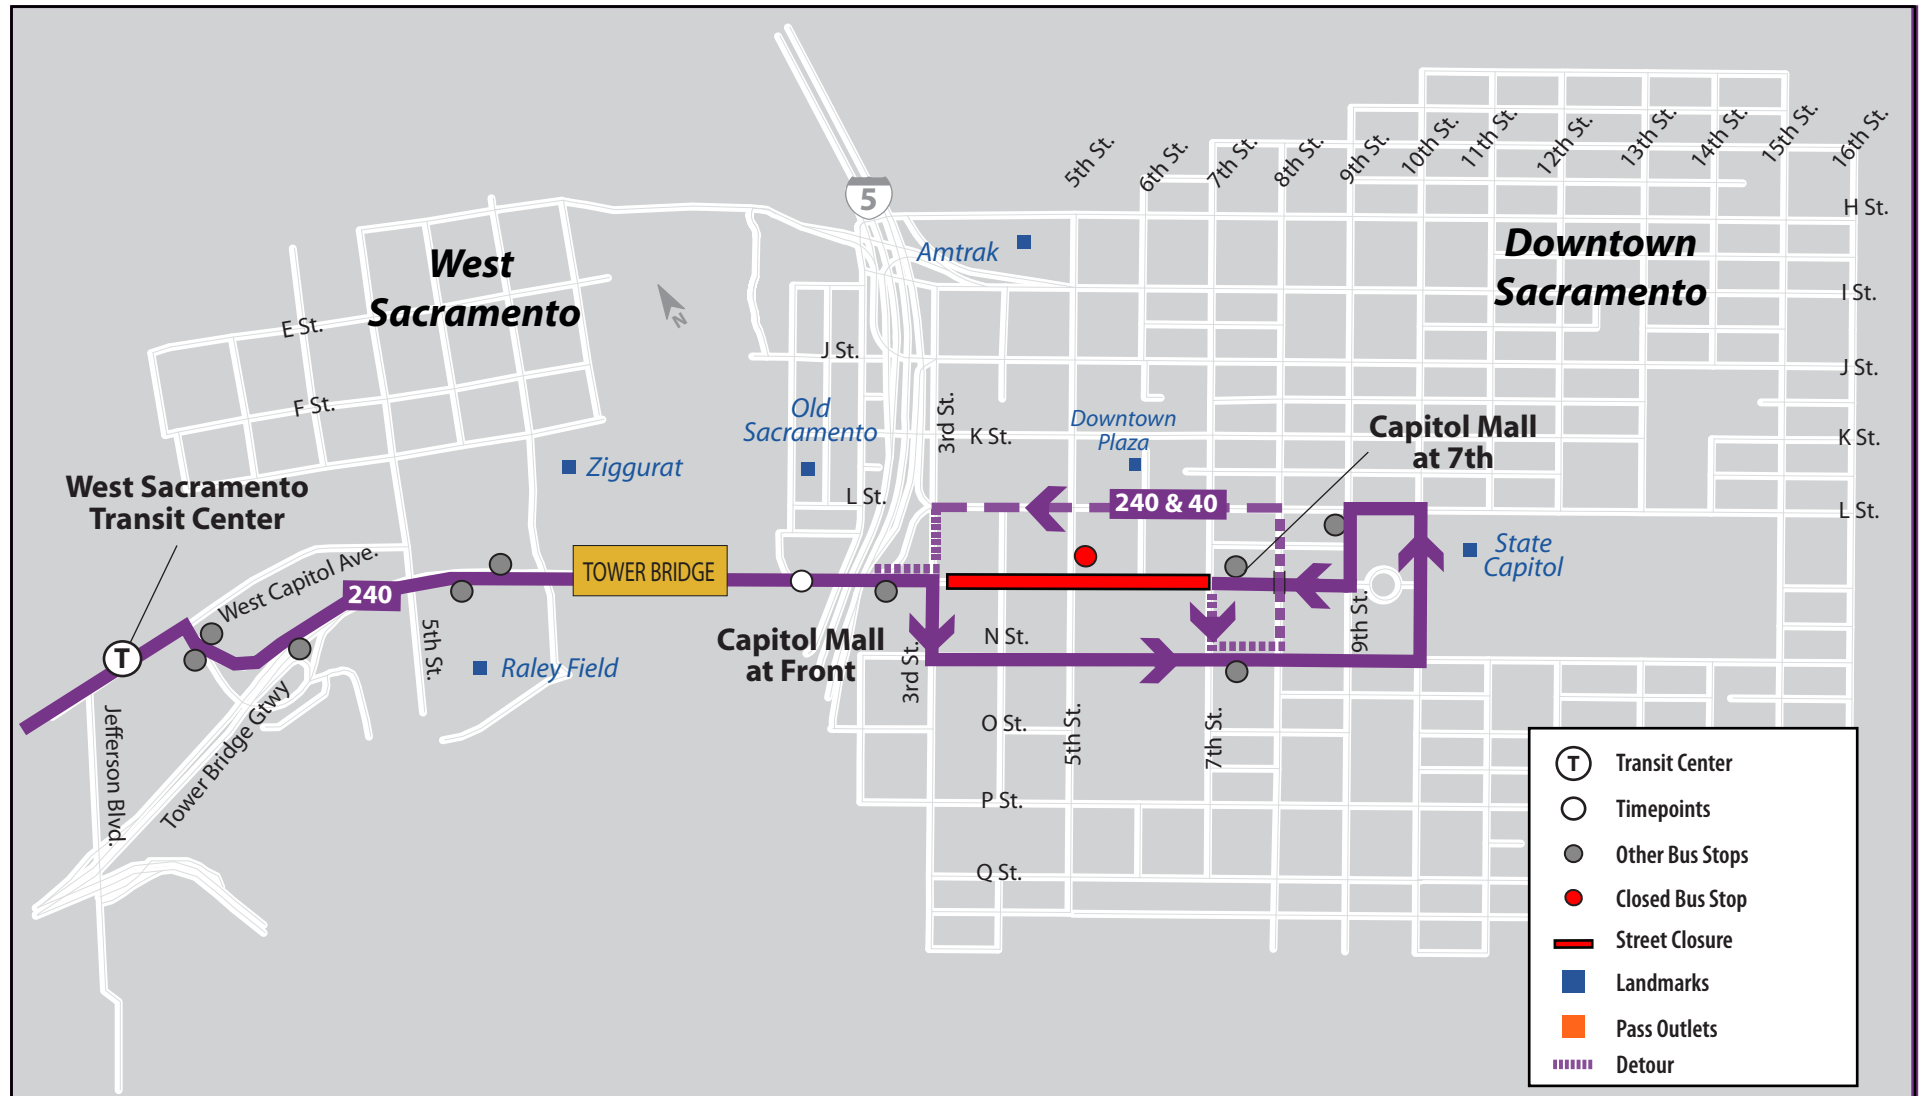 5th St.
6th St.
7th St.
8th St.
9th St.
10th St.
11th St.
12th St.
13th St.
14th St.
15th St.
16th St.
5
H St.
Amtrak
Downtown
Sacramento
West
Sacramento
I St.
N
E St.
J St.
J St.
F St.
Old
Sacramento
3rd St.
K St.
Downtown
Plaza
Capitol Mall
at 7th
K St.
Ziggurat
West Sacramento
Transit Center
L St.
240 & 40
L St.
State
Capitol
West Capitol Ave.
TOWER BRIDGE
240
5th St.
T
Capitol Mall
at Front
N St.
9th St.
Raley Field
3rd St.
Jefferson Blvd.
Tower Bridge Gtwy
O St.
5th St.
7th St.
P St.
Q St.
T Transit Center
Timepoints
Other Bus Stops
Closed Bus Stop
Street Closure
Landmarks
Pass Outlets
Detour